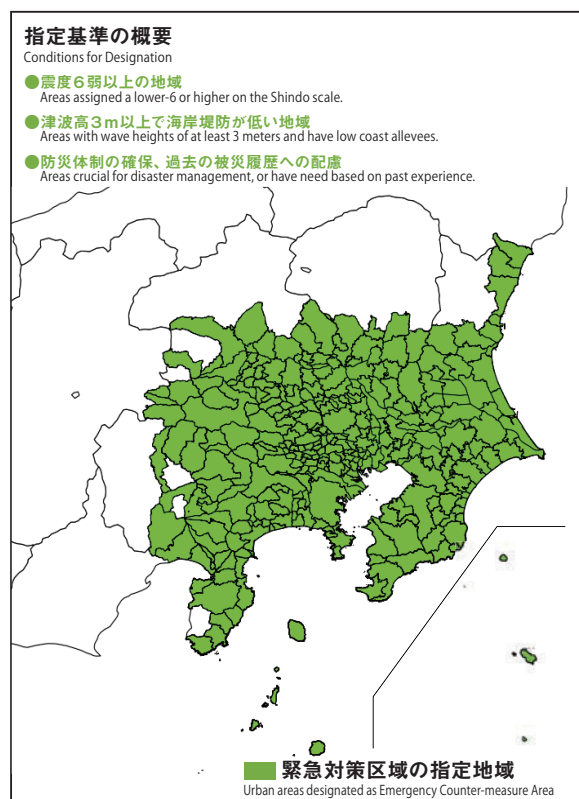 指定基準の概要
Conditions for Designation
●震度６弱以上の地域
Areas assigned a lower-6 or higher on the Shindo scale.
●津波高３ｍ以上で海岸堤防が低い地域
Areas with wave heights of at least 3 meters and have low coast allevees.
●防災体制の確保、過去の被災履歴への配慮
Areas crucial for disaster management, or have need based on past experience.
緊急対策区域の指定地域
Urban areas designated as Emergency Counter-measure Area